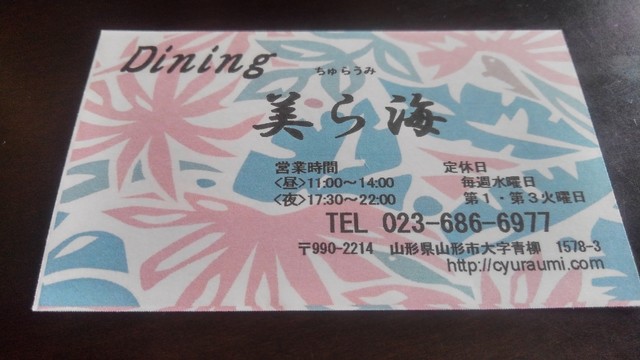 Dining
ちゅらうみ
美ら海
営業時間 定休日
<昼>11:00～14:00 毎週水曜日
<夜>17:30～22:00 第１・第３火曜日
TEL 023-686-6977
〒990-2214 山形県山形市大字青柳 1578-3
http://cyuraumi.com